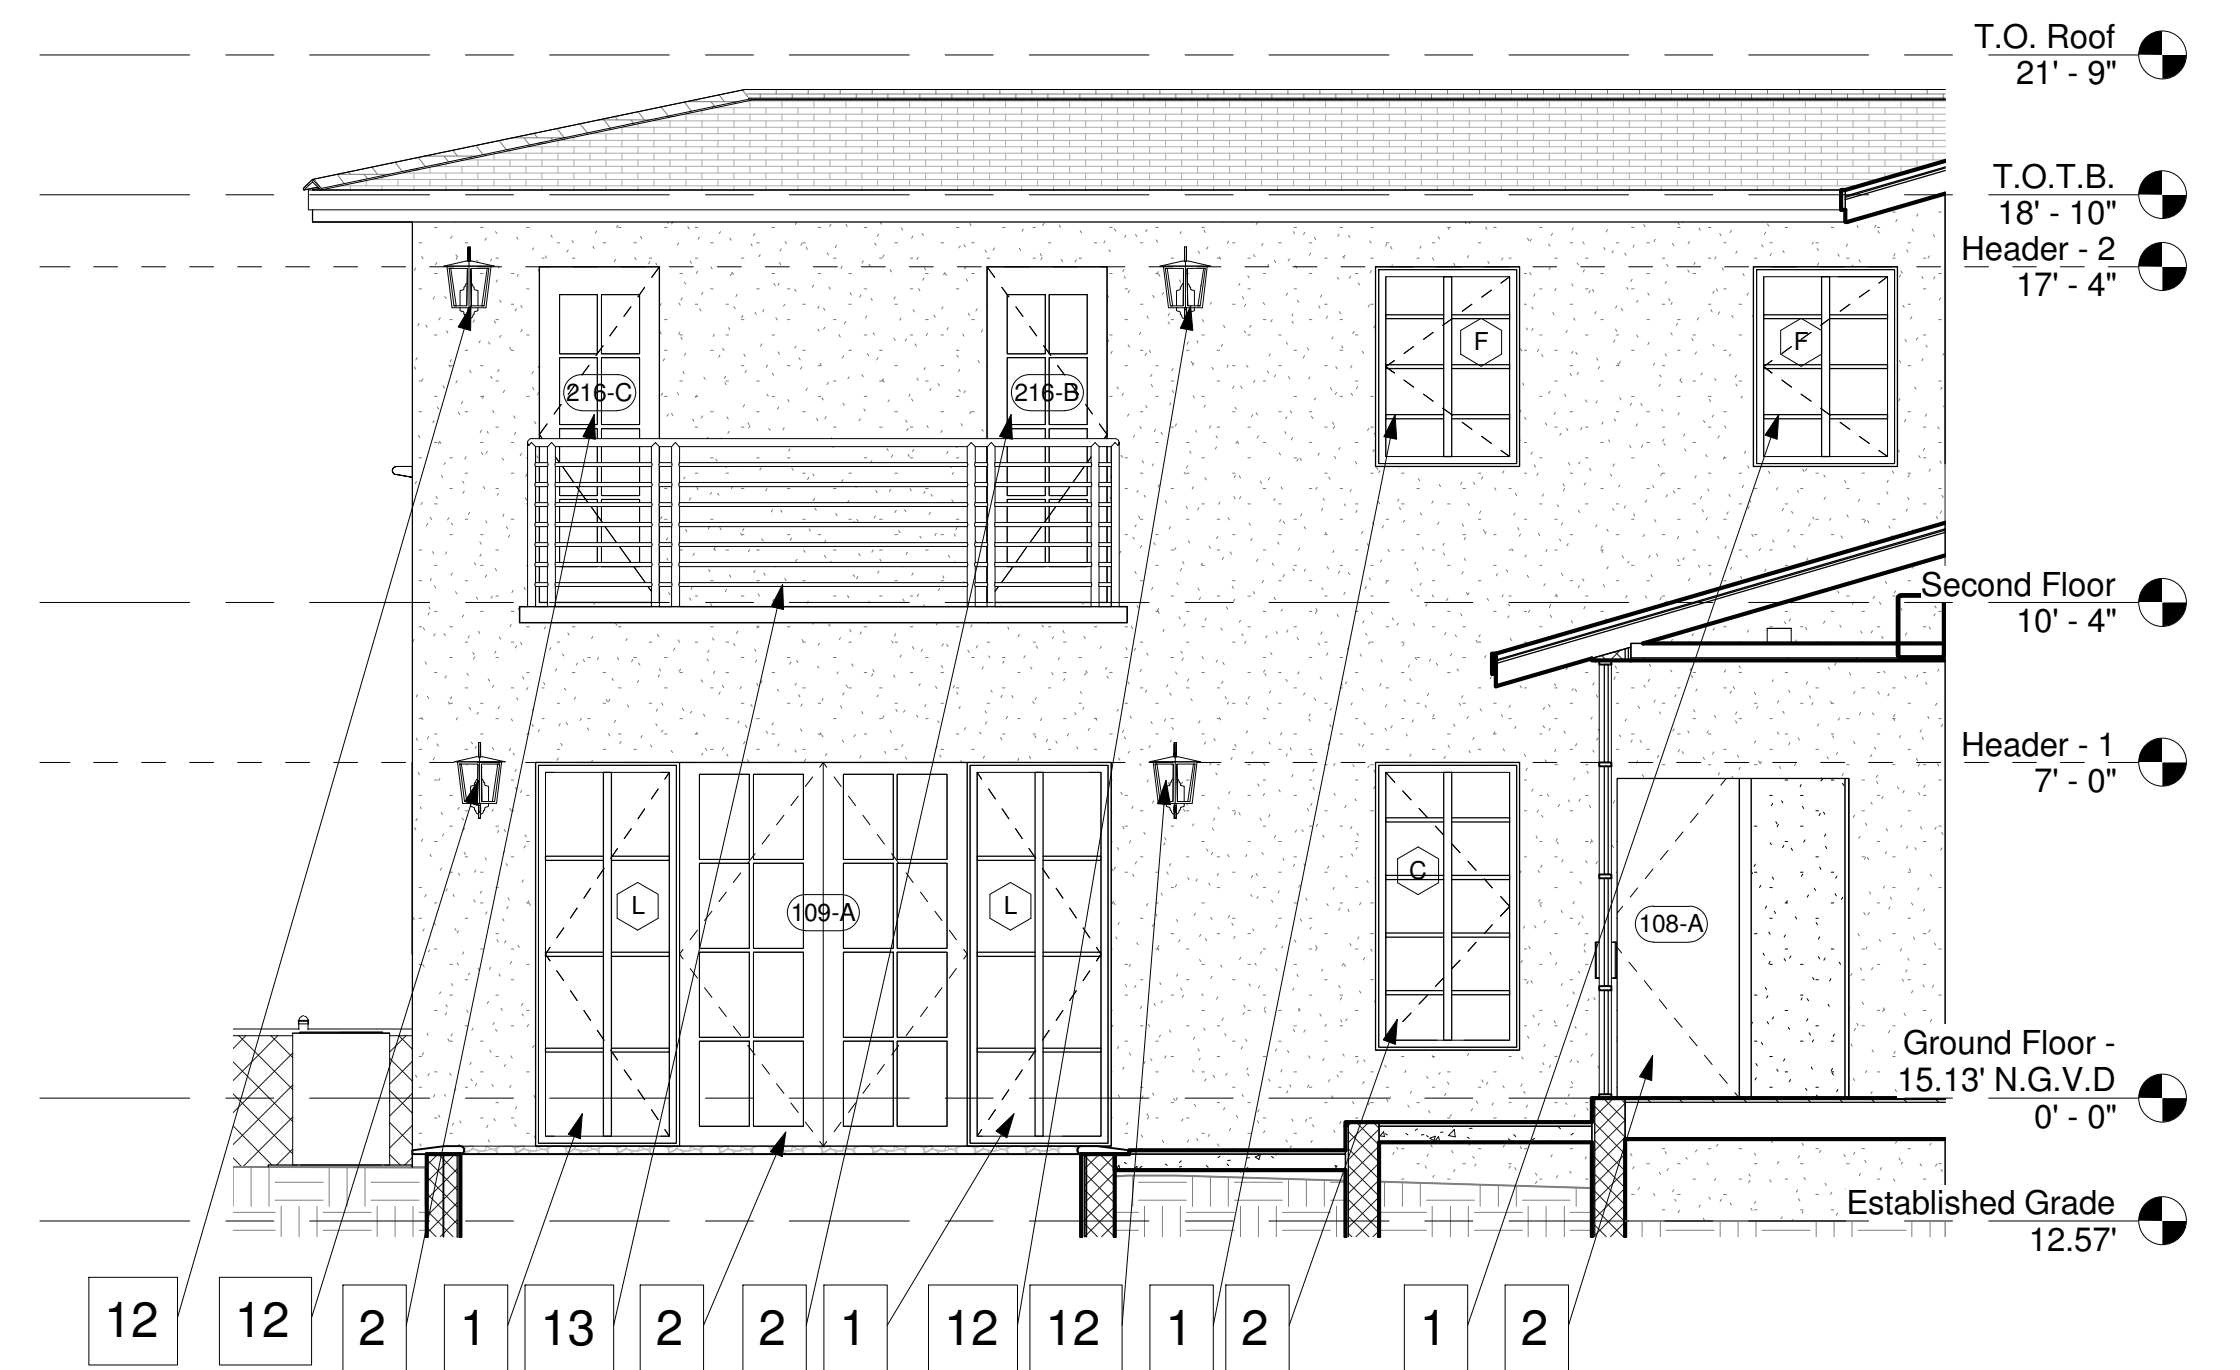 T.O. Roof
21' - 9"
T.O.T.B.
18' - 10"
Header - 2
17' - 4"
F
F
216-C
216-B
Second Floor
10' - 4"
Header - 1
7' - 0"
C
L
109-A
L
108-A
Ground Floor -
15.13' N.G.V.D
0' - 0"
Established Grade
12.57'
12
12
2
1
13
2
2
1
12
12
1
2
1
2